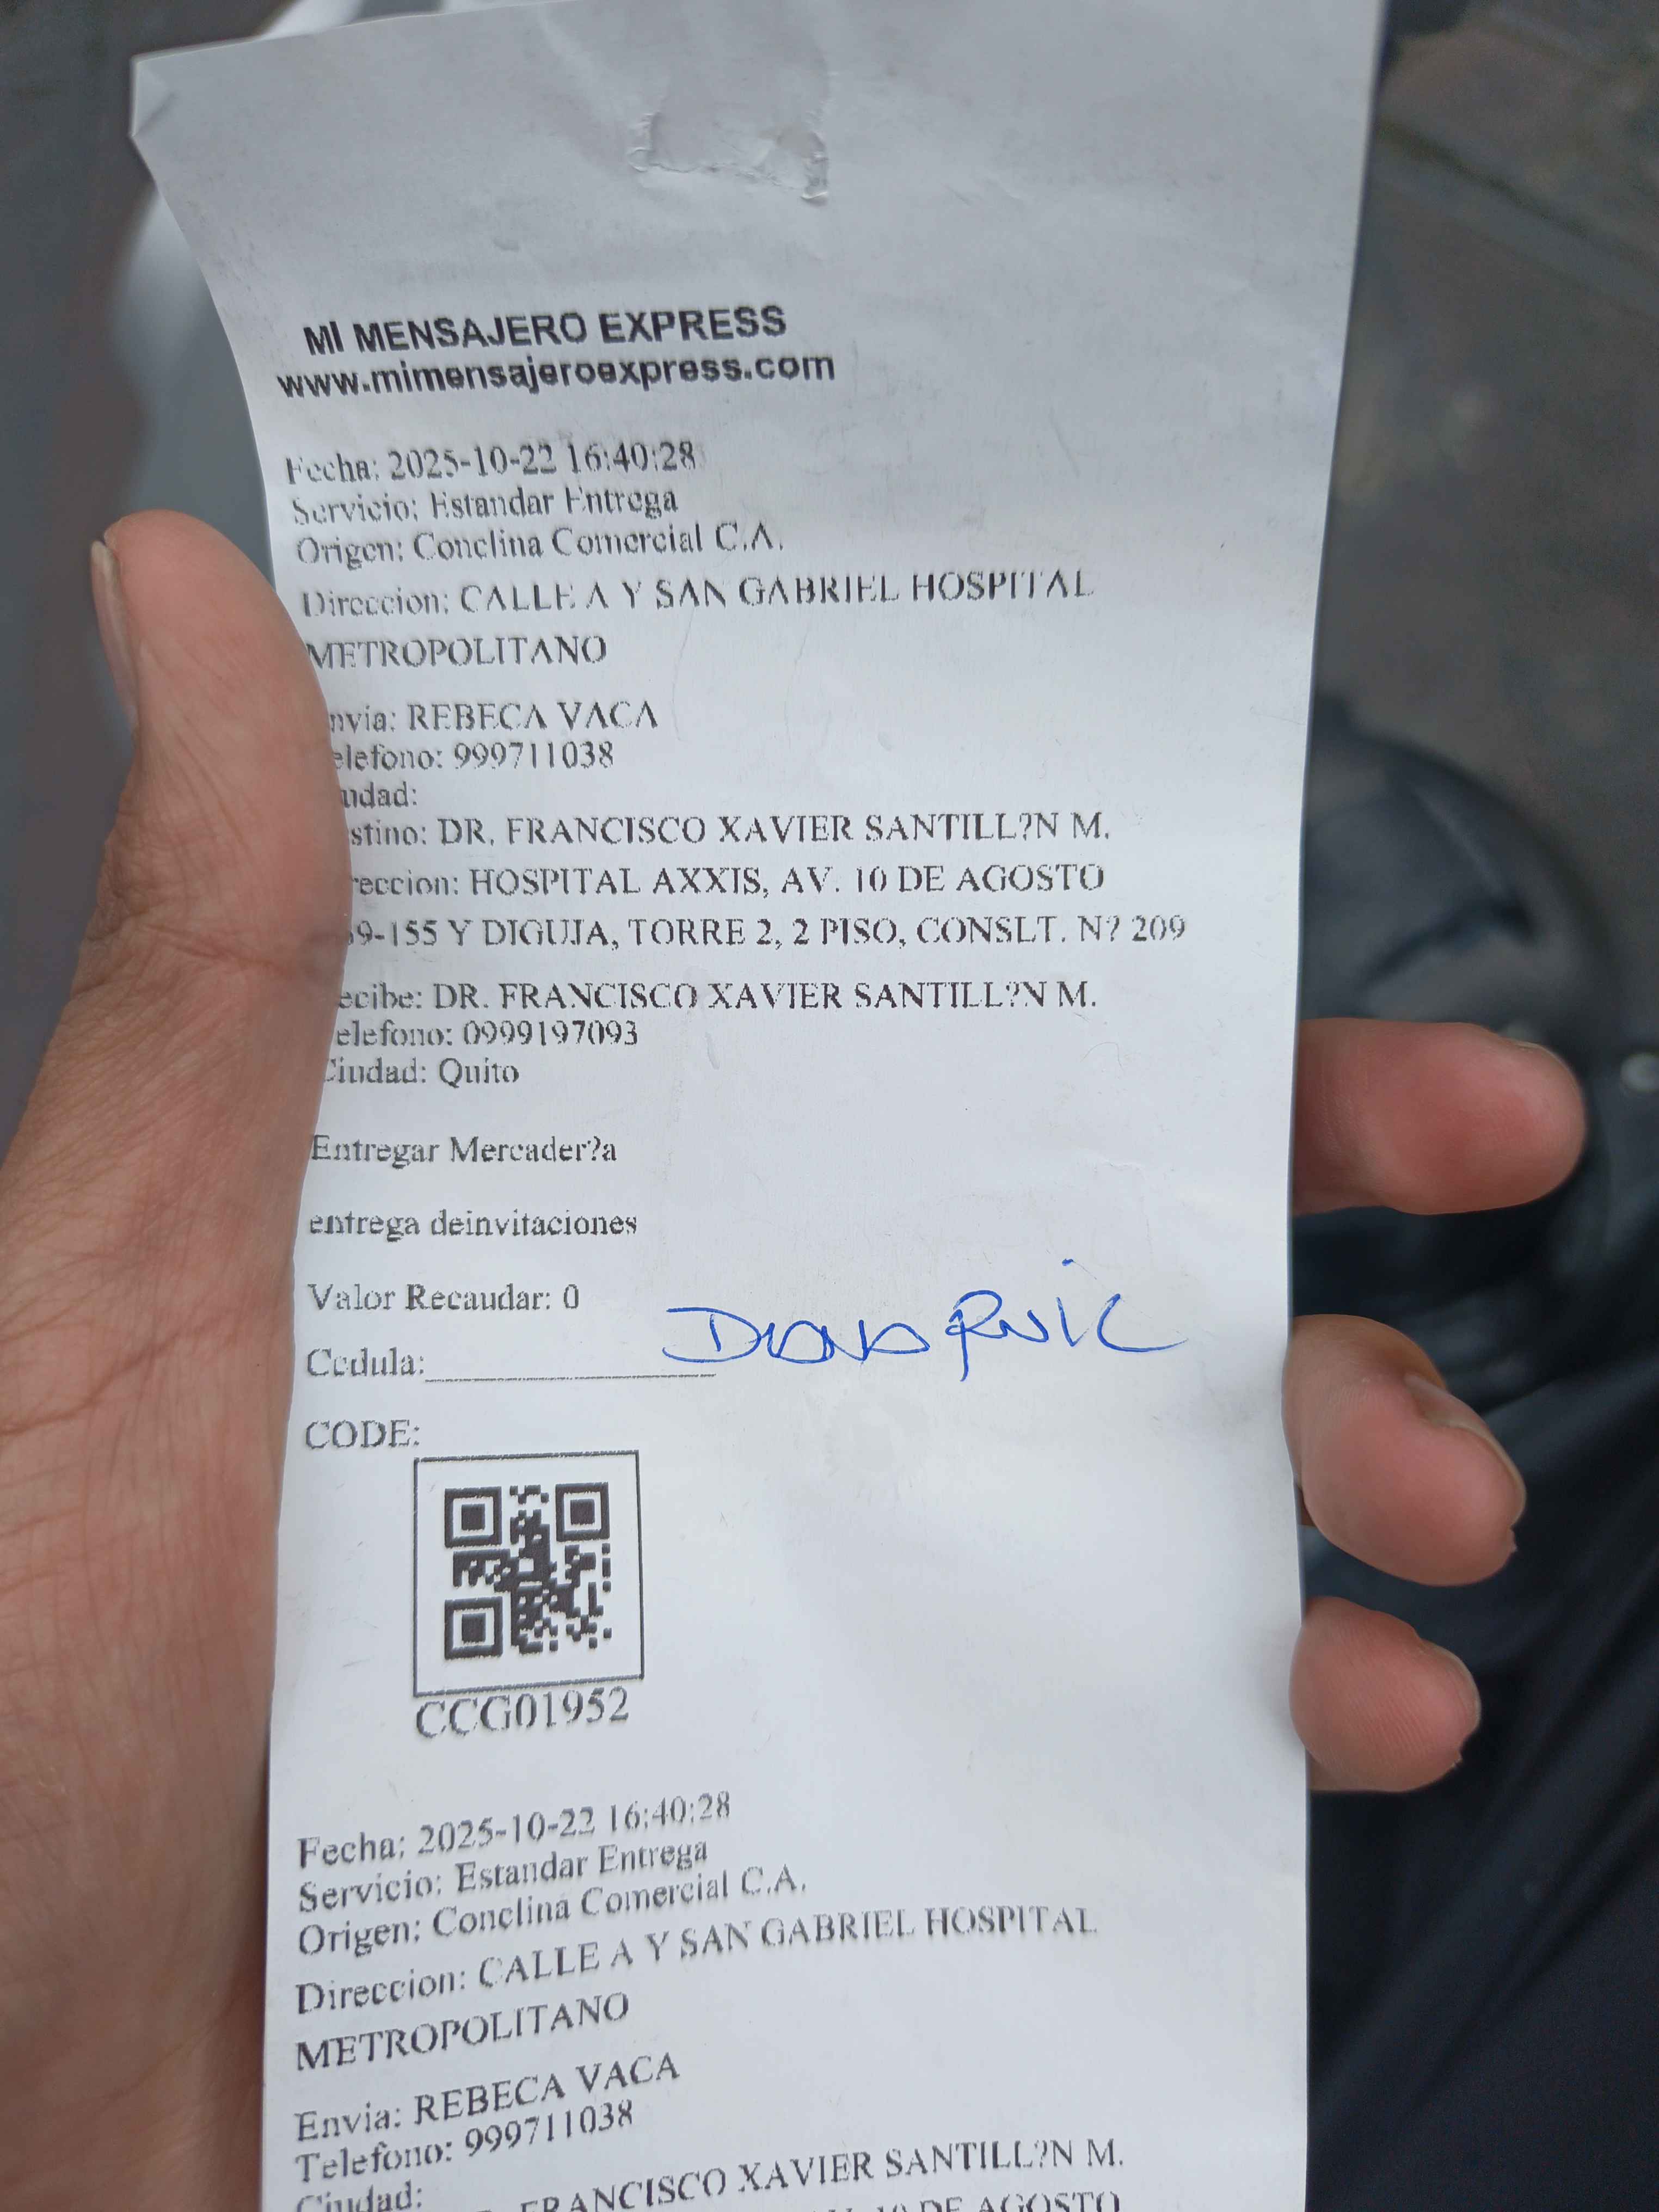 MI MENSAJERO EXPRESS
www.mimensajeroexpress.com
Fecha: 2025-10-22 16:40:28
Servicio: Estandar Entrega
Origen: Conclina Comercial C.A.
Direccion: CALLE A Y SAN GABRIEL HOSPITAL
METROPOLITANO
nvia: REBECA VACA
elefono: 999711038
udad:
stino: DR. FRANCISCO XAVIER SANTILL?N M.
reccion: HOSPITAL AXXIS, AV. 10 DE AGOSTO
39-155 Y DIGUJA, TORRE 2, 2 PISO, CONSLT. N? 209
ecibe: DR. FRANCISCO XAVIER SANTILL?N M.
elefono: 0999197093
Ciudad: Quito
Entregar Mercader?a
entrega deinvitaciones
Valor Recaudar: 0
Cedula:
CODE:
CCG01952
Fecha: 2025-10-22 16:40:28
Servicio: Estandar Entrega
Origen: Conclina Comercial C.A.
Direccion: CALLE A Y SAN GABRIEL HOSPITAL
METROPOLITANO
Envia: REBECA VACA
Telefono: 999711038
Ciudad:
FRANCISCO XAVIER SANTILL?N M.
10 DE AGOSTO